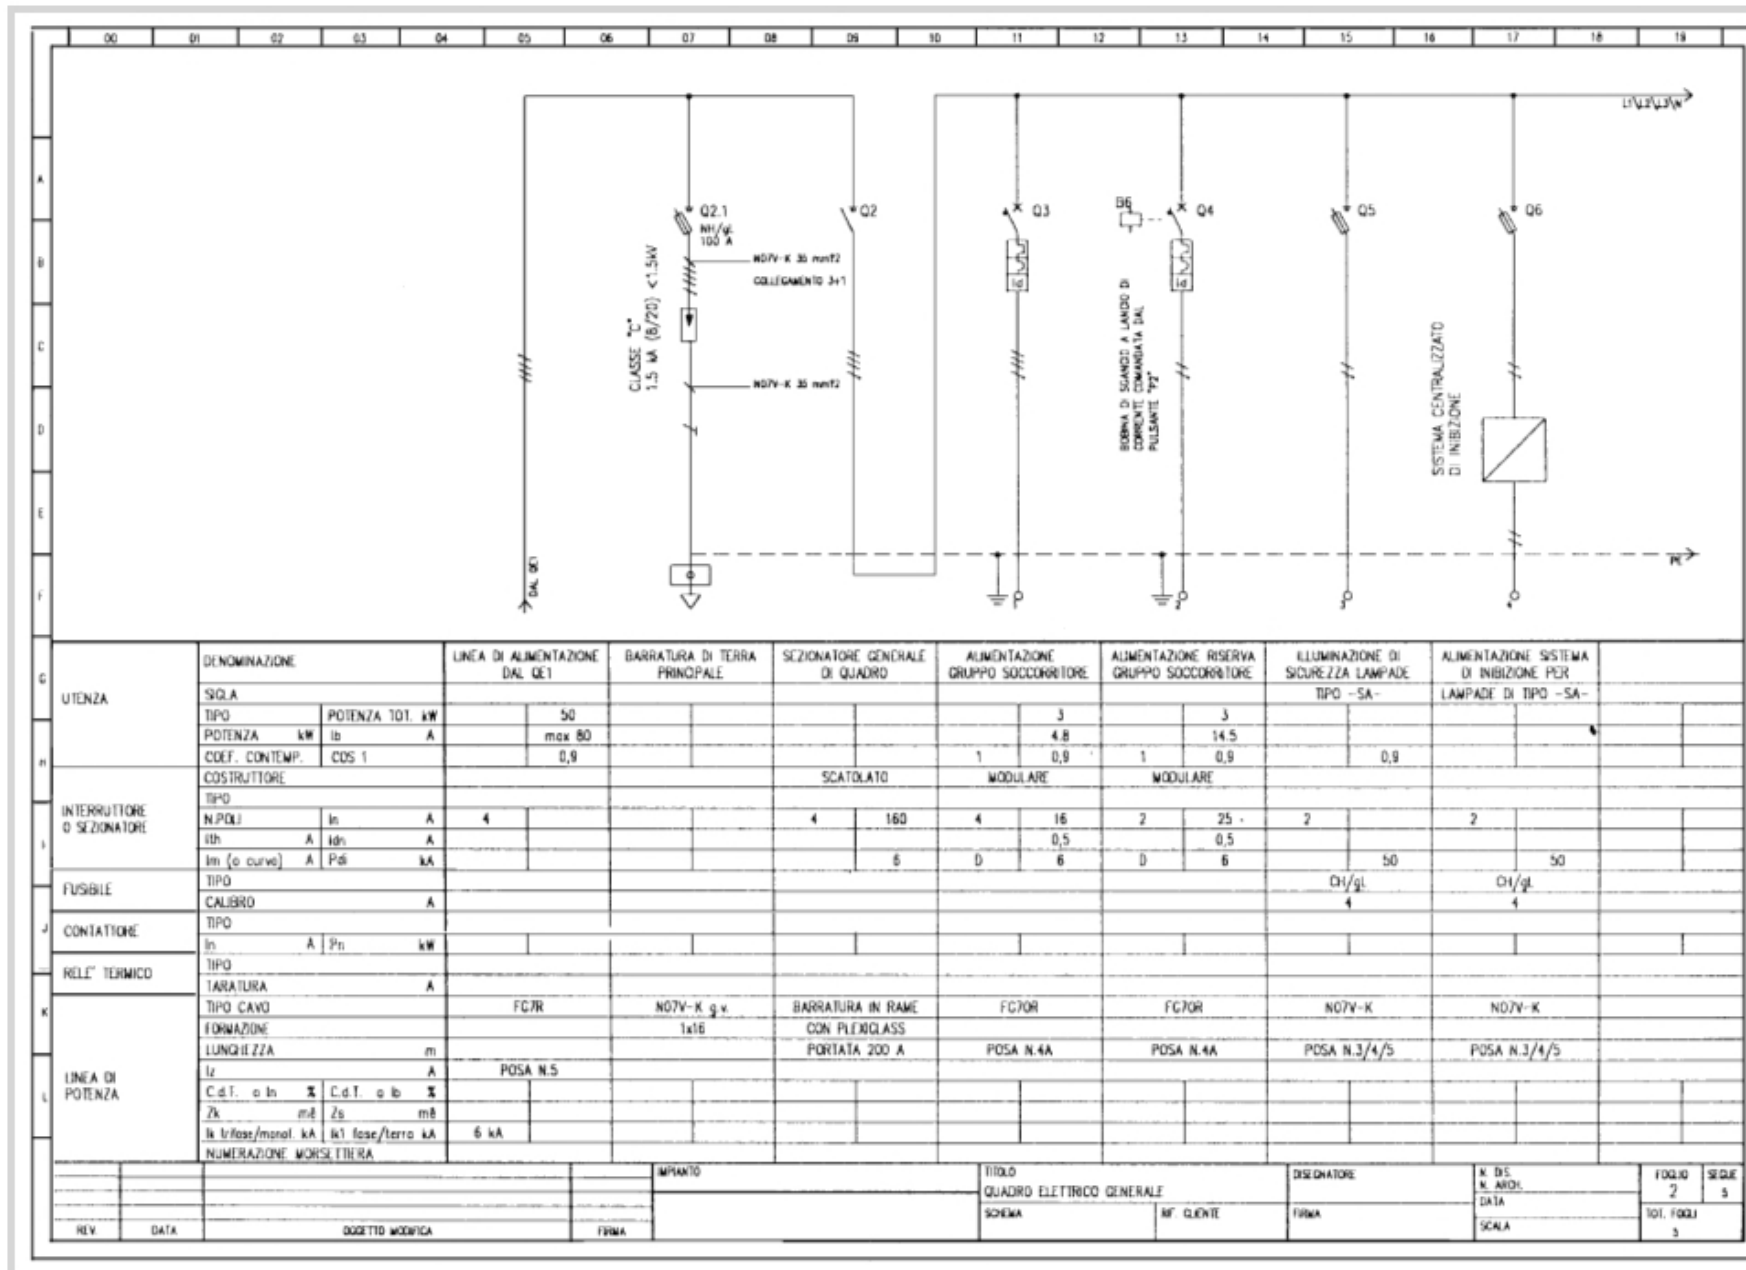 00 01 02 03 04 05 06 07 08 09 10 11 12 13 14 15 16 17 18 19
L1\L2\L3\N
A
B
C
D
E
F
G
H
I
J
K
L
Q2.1
NH/gL
100 A
N07V-K 35 mm†2
COLLEGAMENTO 3+1
CLASSE "C"
1.5 kA (8/20) <1.5kV
N07V-K 35 mm†2
DAL QE1
Q2
Q3
Id
1
B6
Q4
Id
BOBINA DI SGANCIO A LANCIO DI
CORRENTE COMANDATA DAL
PULSANTE "P2"
2
Q5
3
Q6
SISTEMA CENTRALIZZATO
DI INIBIZIONE
4
PE
UTENZA
DENOMINAZIONE
LINEA DI ALIMENTAZIONE
DAL QE1
BARRATURA DI TERRA
PRINCIPALE
SEZIONATORE GENERALE
DI QUADRO
ALIMENTAZIONE
GRUPPO SOCCORRITORE
ALIMENTAZIONE RISERVA
GRUPPO SOCCORRITORE
ILLUMINAZIONE DI
SICUREZZA LAMPADE
ALIMENTAZIONE SISTEMA
DI INIBIZIONE PER
SIGLA TIPO -SA- LAMPADE DI TIPO -SA-
TIPO POTENZA TOT. kW 50 3 3
POTENZA kW Ib A max 80 4.8 14.5
COEF. CONTEMP. COS 1 0,9 1 0,9 1 0,9 0,9
INTERRUTTORE
O SEZIONATORE
COSTRUTTORE SCATOLATO MODULARE MODULARE
TIPO
N.POLI In A 4 4 160 4 16 2 25 2 2
Ith A Idn A 0,5 0,5
Im (o curva) A Pdi kA 6 D 6 D 6 50 50
FUSIBILE
TIPO CH/gL CH/gL
CALIBRO A 4 4
CONTATTORE
TIPO
In A Pn kW
RELE' TERMICO
TIPO
TARATURA A
LINEA DI
POTENZA
TIPO CAVO FG7R N07V-K g.v. BARRATURA IN RAME FG7OR FG7OR N07V-K N07V-K
FORMAZIONE 1x16 CON PLEXIGLASS
LUNGHEZZA m PORTATA 200 A POSA N.4A POSA N.4A POSA N.3/4/5 POSA N.3/4/5
Iz A POSA N.5
C.d.T. a In % C.d.T. a Ib %
Zk mê Zs mê
Ik trifase/monof. kA Ik1 fase/terra kA 6 kA
NUMERAZIONE MORSETTIERA
REV. DATA OGGETTO MODIFICA FIRMA
IMPIANTO
TITOLO
QUADRO ELETTRICO GENERALE
SCHEMA RIF. CLIENTE
DISEGNATORE
FIRMA
N. DIS.
N. ARCH.
DATA
SCALA
FOGLIO
2
SEGUE
TOT. FOGLI